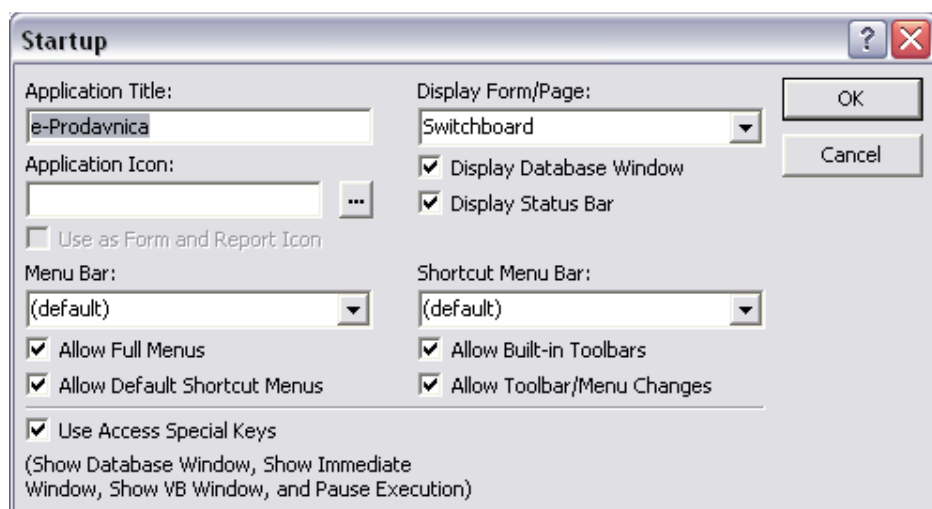 Startup
Application Title:
e-Prodavnica
Application Icon:
...
Use as Form and Report Icon
Menu Bar:
(default)
Allow Full Menus
Allow Default Shortcut Menus
Display Form/Page:
Switchboard
Display Database Window
Display Status Bar
Shortcut Menu Bar:
(default)
Allow Built-in Toolbars
Allow Toolbar/Menu Changes
OK
Cancel
Use Access Special Keys
(Show Database Window, Show Immediate
Window, Show VB Window, and Pause Execution)